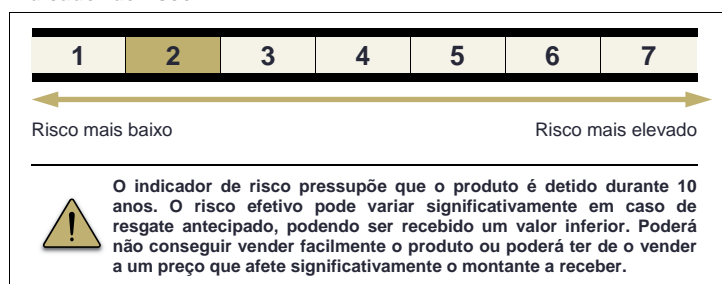 1 2 3 4 5 6 7
Risco mais baixo Risco mais elevado
O indicador de risco pressupõe que o produto é detido durante 10
anos. O risco efetivo pode variar significativamente em caso de
resgate antecipado, podendo ser recebido um valor inferior. Poderá
não conseguir vender facilmente o produto ou poderá ter de o vender
a um preço que afete significativamente o montante a receber.